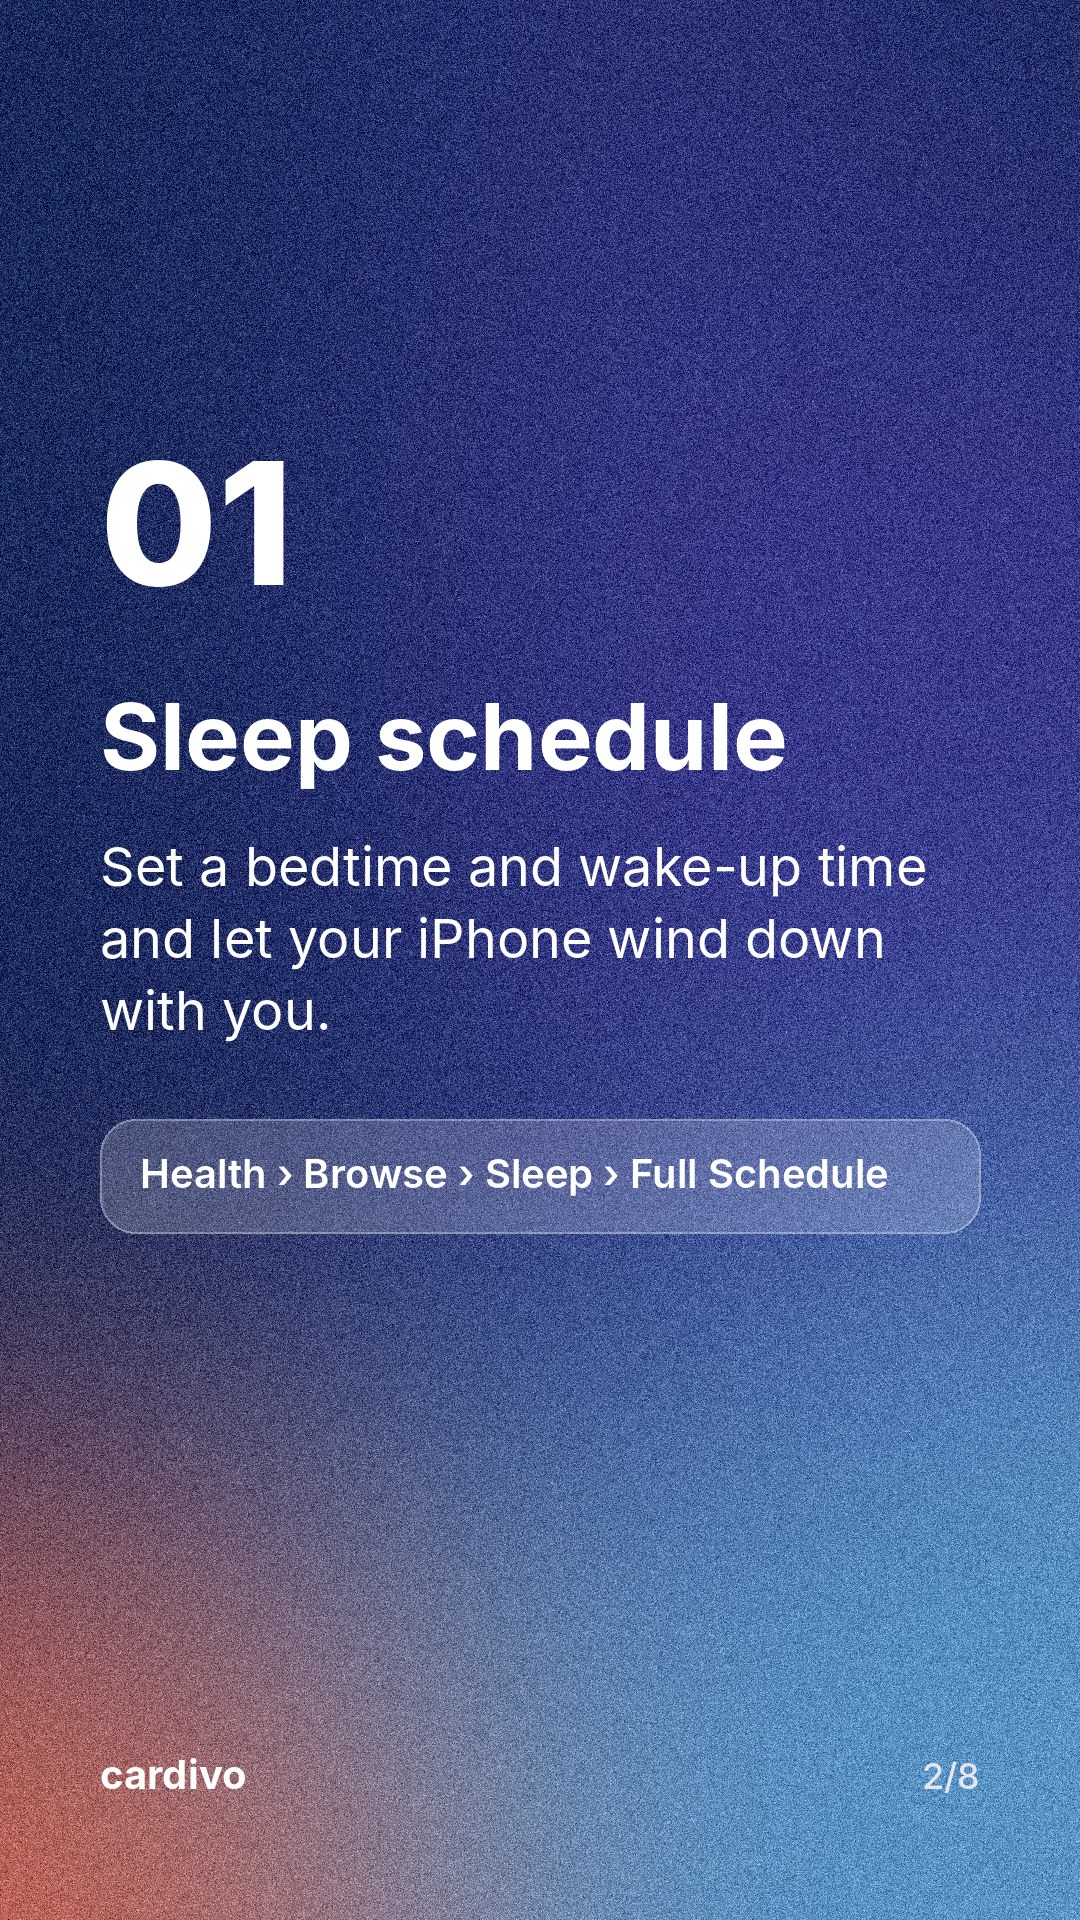 01
Sleep schedule
Set a bedtime and wake-up time
and let your iPhone wind down
with you.
Health › Browse › Sleep › Full Schedule
cardivo
2/8